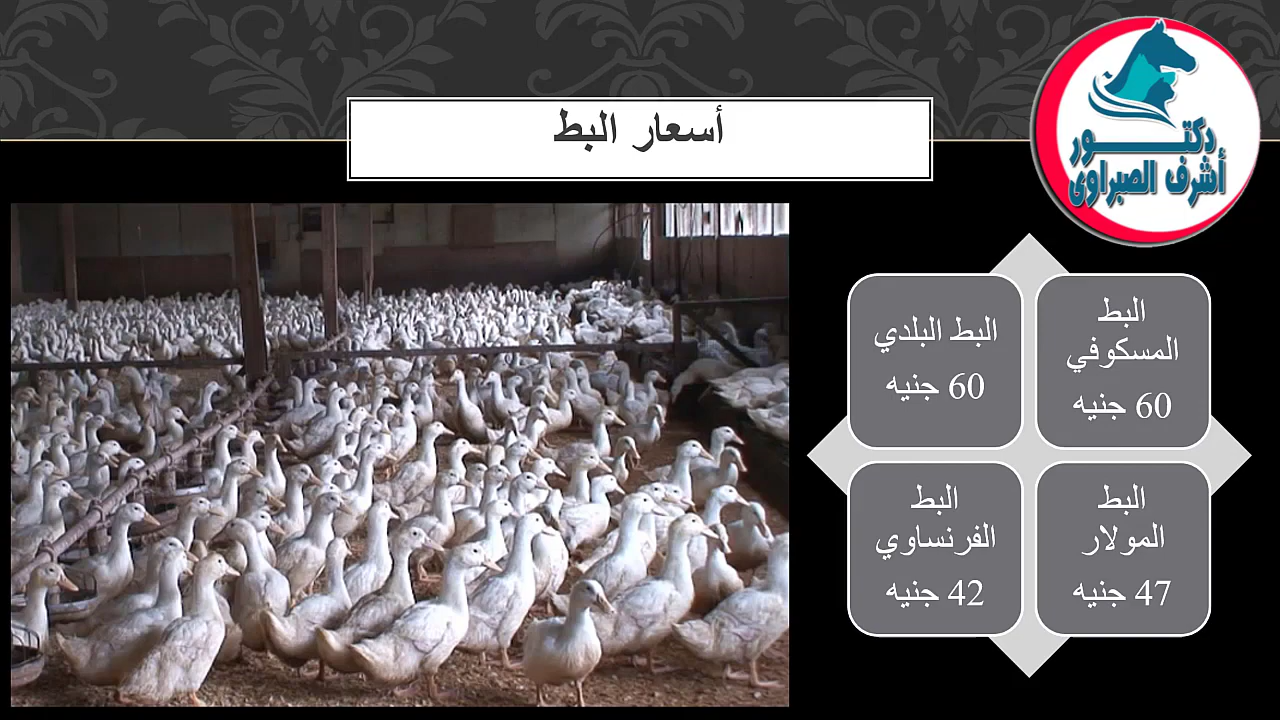 أسعار البط
دكتور
أشرف الصبراوى
البط
المسكوفي
60 جنيه
البط البلدي
60 جنيه
البط
المولار
47 جنيه
البط
الفرنساوي
42 جنيه